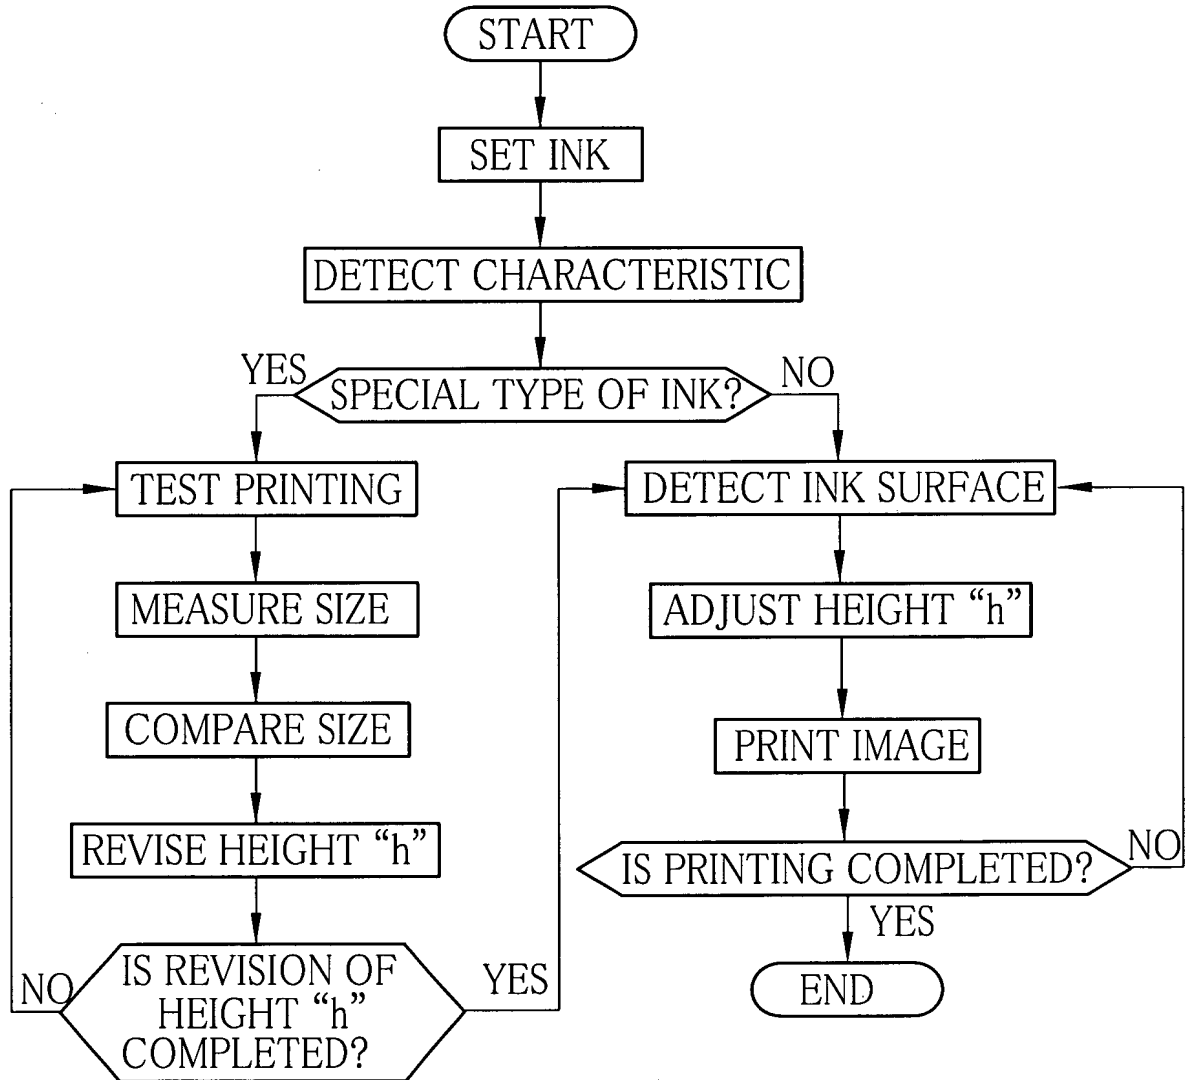 START
SET INK
DETECT CHARACTERISTIC
YES
SPECIAL TYPE OF INK?
NO
TEST PRINTING
MEASURE SIZE
COMPARE SIZE
REVISE HEIGHT “h”
NO
IS REVISION OF
HEIGHT “h”
COMPLETED?
YES
DETECT INK SURFACE
ADJUST HEIGHT “h”
PRINT IMAGE
IS PRINTING COMPLETED?
NO
YES
END